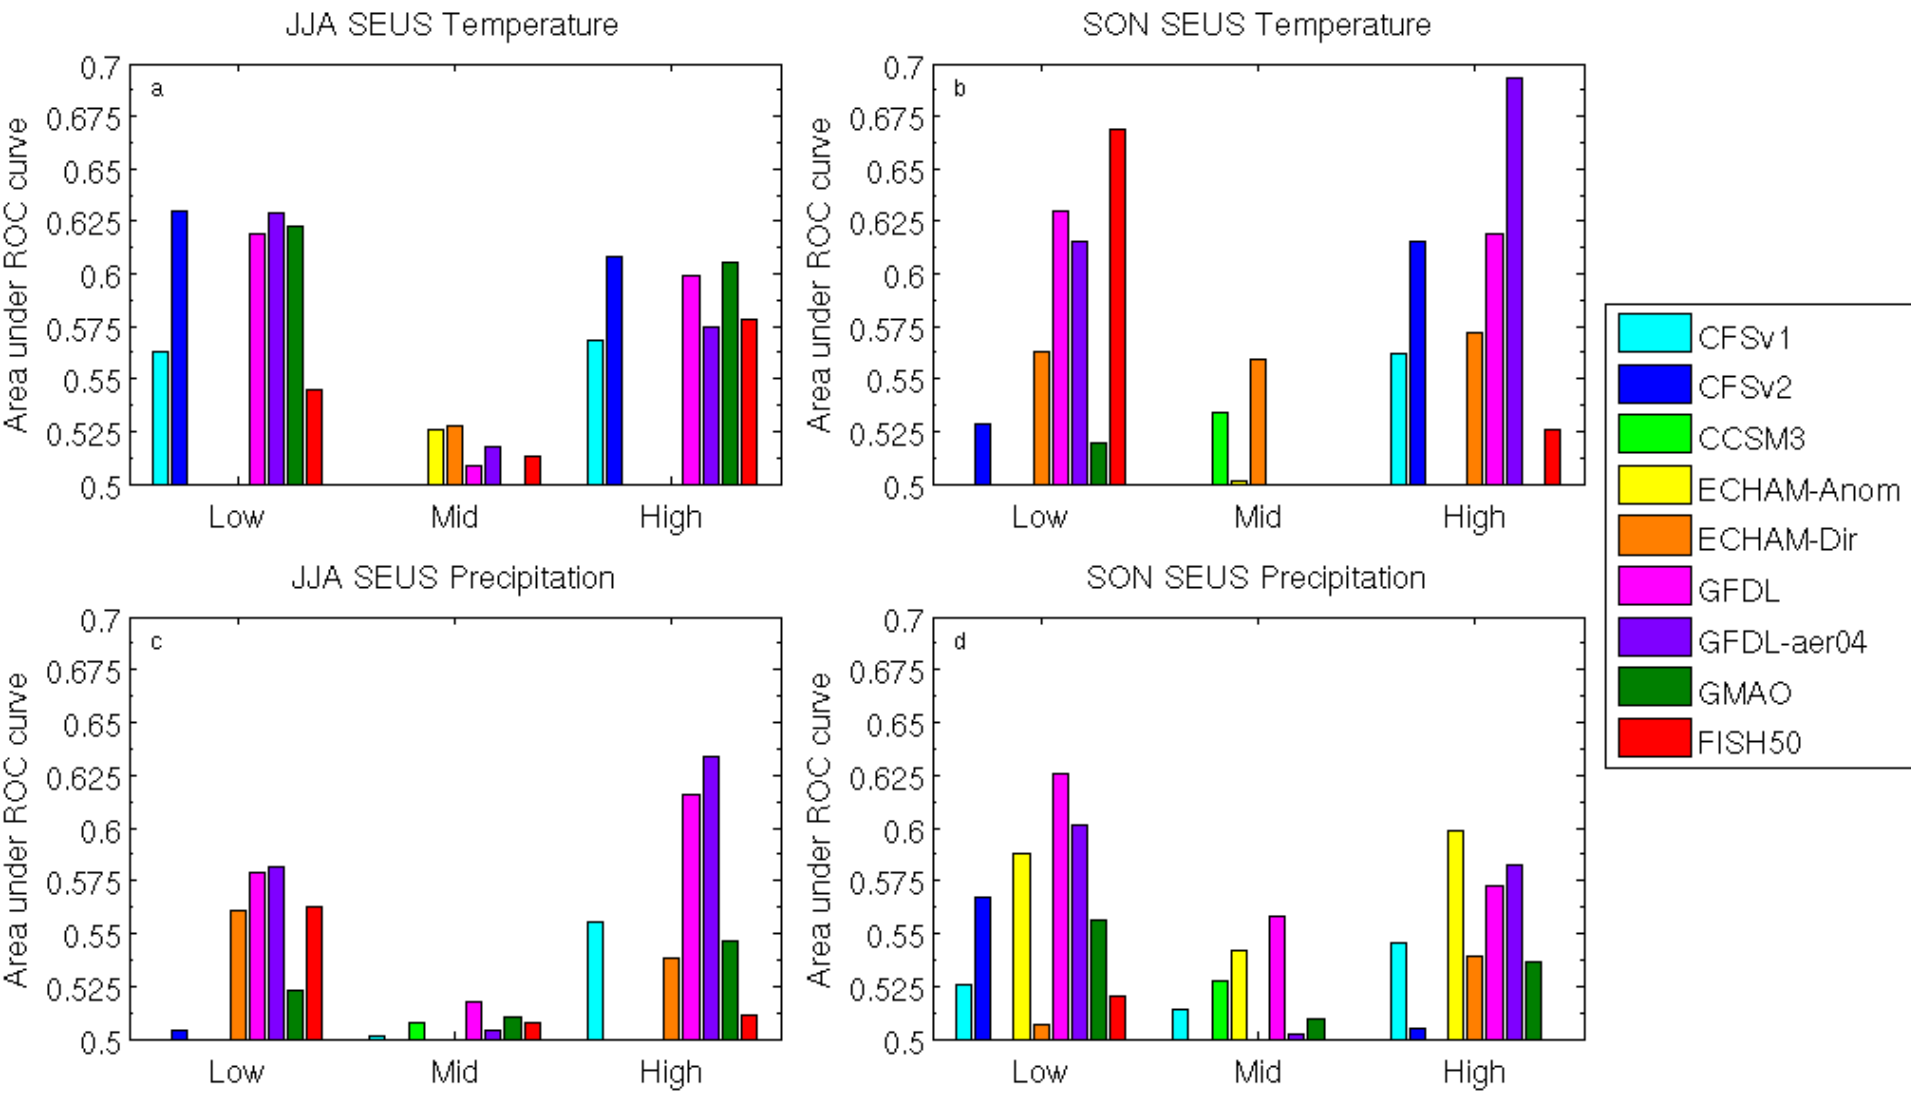 JJA SEUS Temperature
a
Area under ROC curve
0.7
0.675
0.65
0.625
0.6
0.575
0.55
0.525
0.5
Low Mid High
SON SEUS Temperature
b
Area under ROC curve
0.7
0.675
0.65
0.625
0.6
0.575
0.55
0.525
0.5
Low Mid High
JJA SEUS Precipitation
c
Area under ROC curve
0.7
0.675
0.65
0.625
0.6
0.575
0.55
0.525
0.5
Low Mid High
SON SEUS Precipitation
d
Area under ROC curve
0.7
0.675
0.65
0.625
0.6
0.575
0.55
0.525
0.5
Low Mid High
CFSv1
CFSv2
CCSM3
ECHAM-Anom
ECHAM-Dir
GFDL
GFDL-aer04
GMAO
FISH50